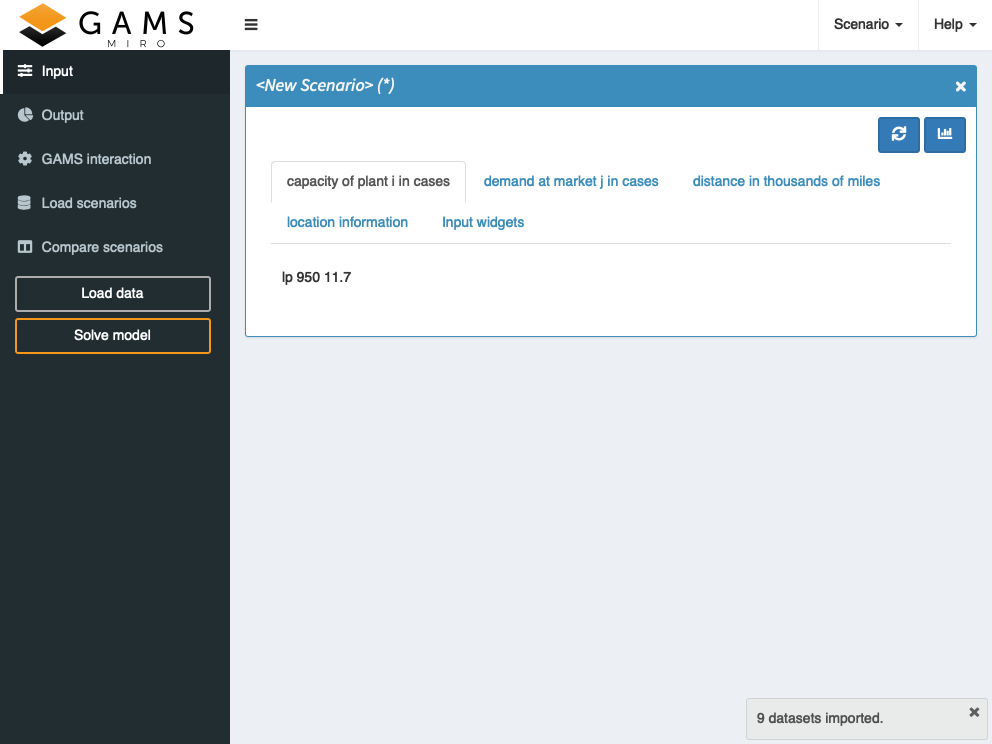 GAMS
MIRO
Scenario
Help
Input
Output
GAMS interaction
Load scenarios
Compare scenarios
Load data
Solve model
<New Scenario> (*)
capacity of plant i in cases
demand at market j in cases
distance in thousands of miles
location information
Input widgets
lp 950 11.7
9 datasets imported.